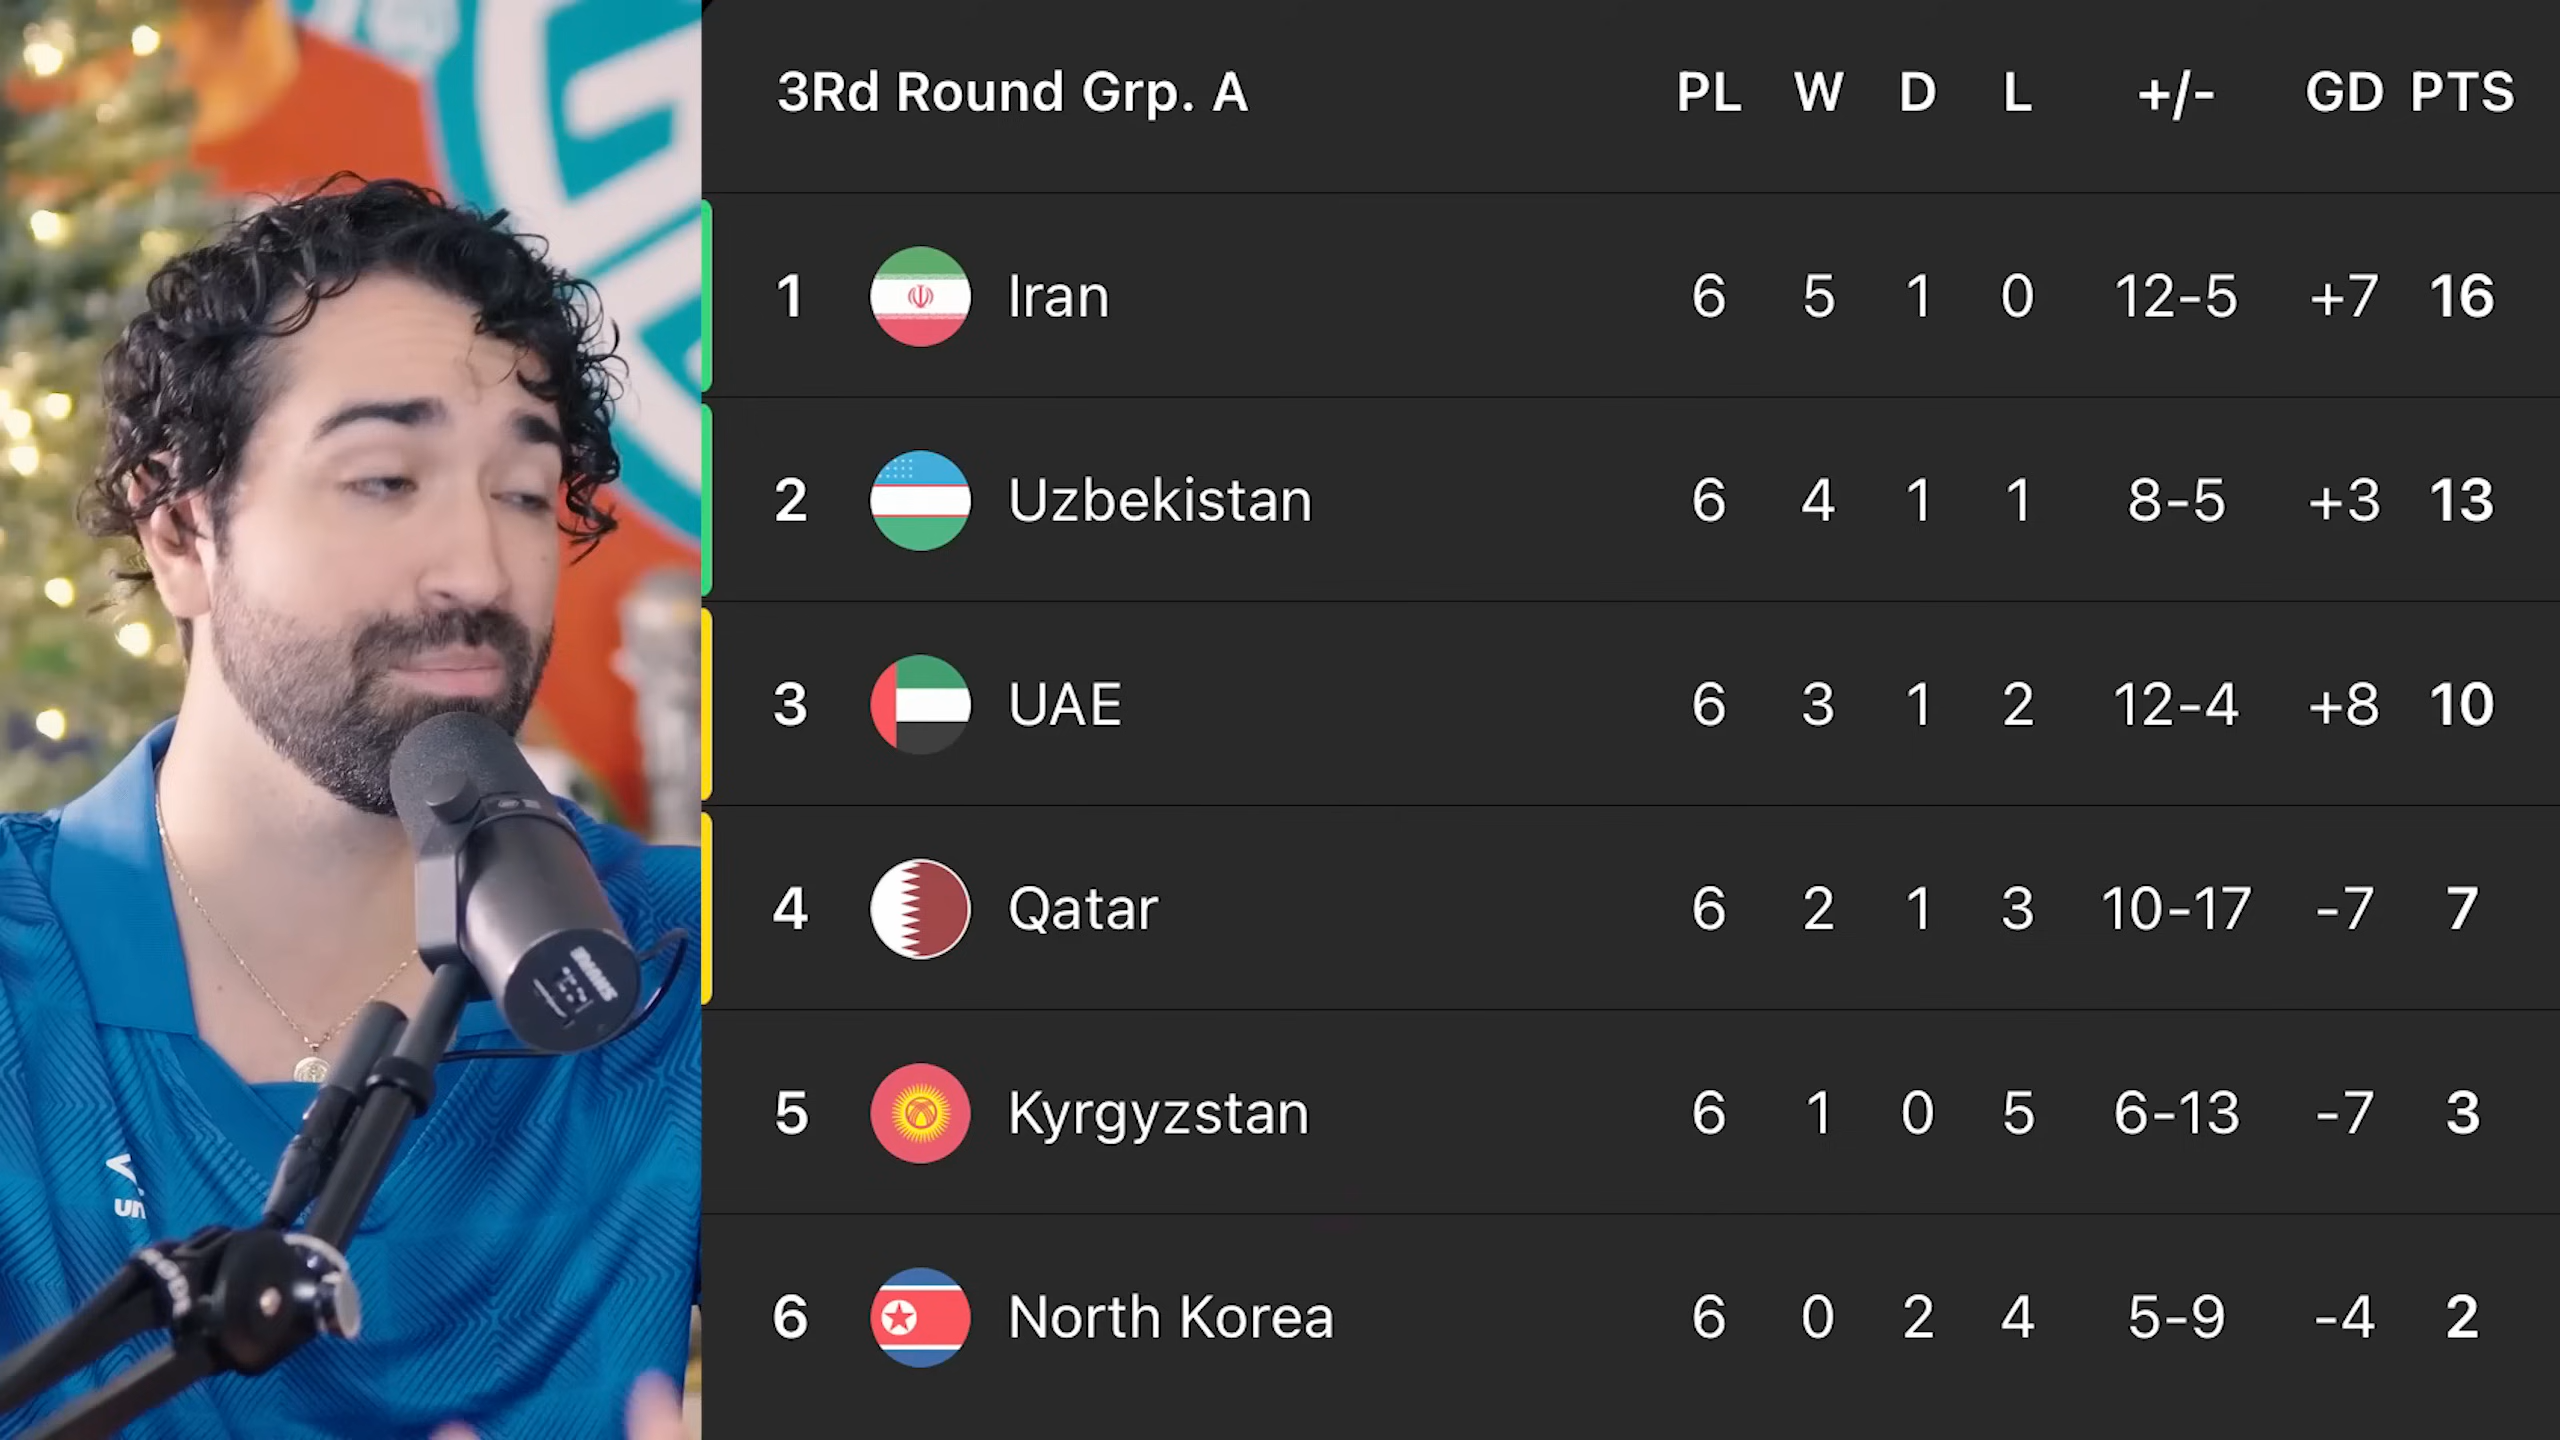 3Rd Round Grp. A PL W D L +/- GD PTS
1 Iran 6 5 1 0 12-5 +7 16
2 Uzbekistan 6 4 1 1 8-5 +3 13
3 UAE 6 3 1 2 12-4 +8 10
4 Qatar 6 2 1 3 10-17 -7 7
5 Kyrgyzstan 6 1 0 5 6-13 -7 3
6 North Korea 6 0 2 4 5-9 -4 2
SHURE